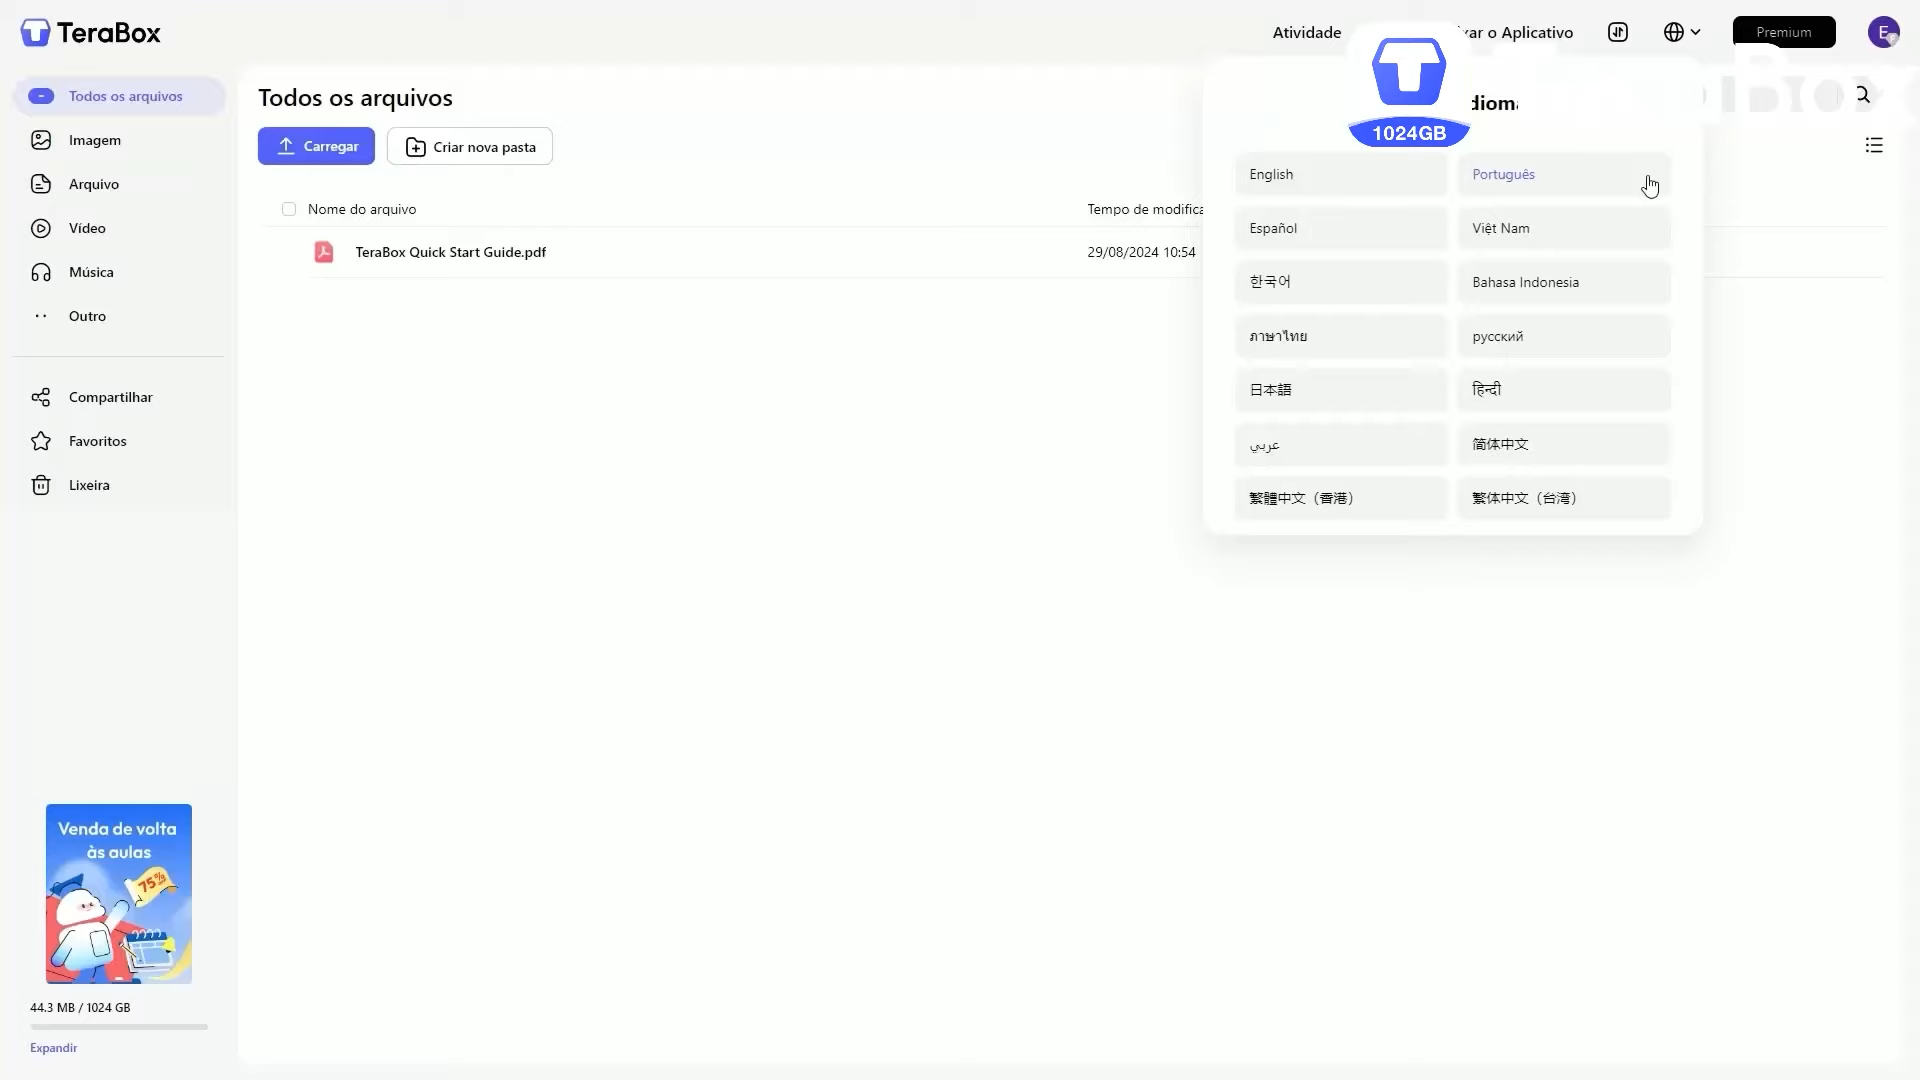 TeraBox
Atividade
xar o Aplicativo
Premium
E
Todos os arquivos
Imagem
Arquivo
Vídeo
Música
Outro
Compartilhar
Favoritos
Lixeira
Venda de volta
às aulas
75%
44.3 MB / 1024 GB
Expandir
Todos os arquivos
Carregar
Criar nova pasta
Nome do arquivo
Tempo de modifica
TeraBox Quick Start Guide.pdf
29/08/2024 10:54
1024GB
dioma
English
Português
Español
Việt Nam
한국어
Bahasa Indonesia
ภาษาไทย
русский
日本語
हिन्दी
عربي
简体中文
繁體中文（香港）
繁体中文（台湾）